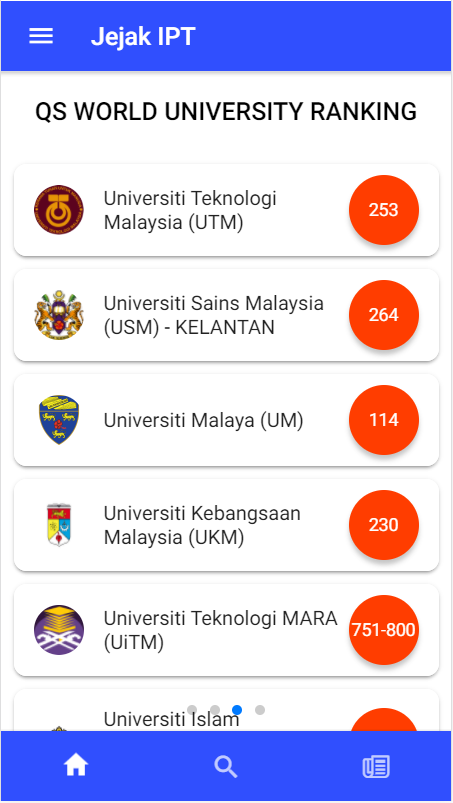 Jejak IPT
QS WORLD UNIVERSITY RANKING
Universiti Teknologi
Malaysia (UTM)
253
Universiti Sains Malaysia
(USM) - KELANTAN
264
Universiti Malaya (UM)
114
Universiti Kebangsaan
Malaysia (UKM)
230
Universiti Teknologi MARA
(UiTM)
751-800
Universiti Islam